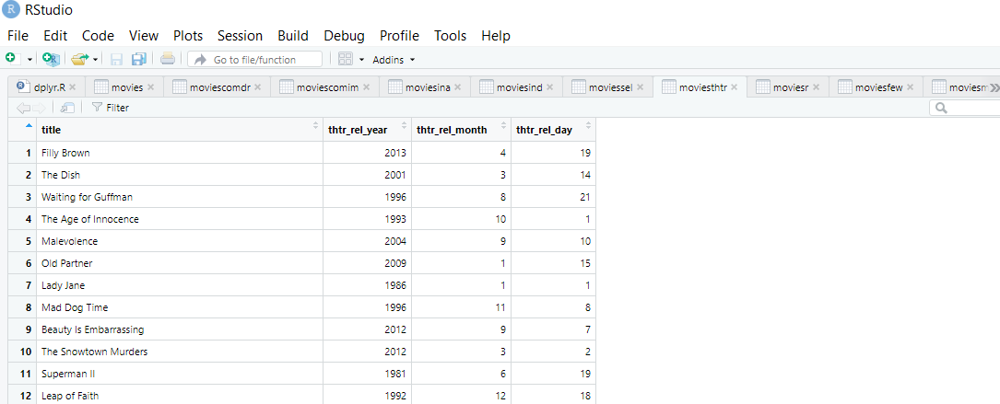 R RStudio
File Edit Code View Plots Session Build Debug Profile Tools Help
Go to file/function Addins
dplyr.R movies moviescomdr moviescomim moviesina moviesind moviessel moviesthtr moviesr moviesfew moviesm
Filter
title thtr_rel_year thtr_rel_month thtr_rel_day
1 Filly Brown 2013 4 19
2 The Dish 2001 3 14
3 Waiting for Guffman 1996 8 21
4 The Age of Innocence 1993 10 1
5 Malevolence 2004 9 10
6 Old Partner 2009 1 15
7 Lady Jane 1986 1 1
8 Mad Dog Time 1996 11 8
9 Beauty Is Embarrassing 2012 9 7
10 The Snowtown Murders 2012 3 2
11 Superman II 1981 6 19
12 Leap of Faith 1992 12 18